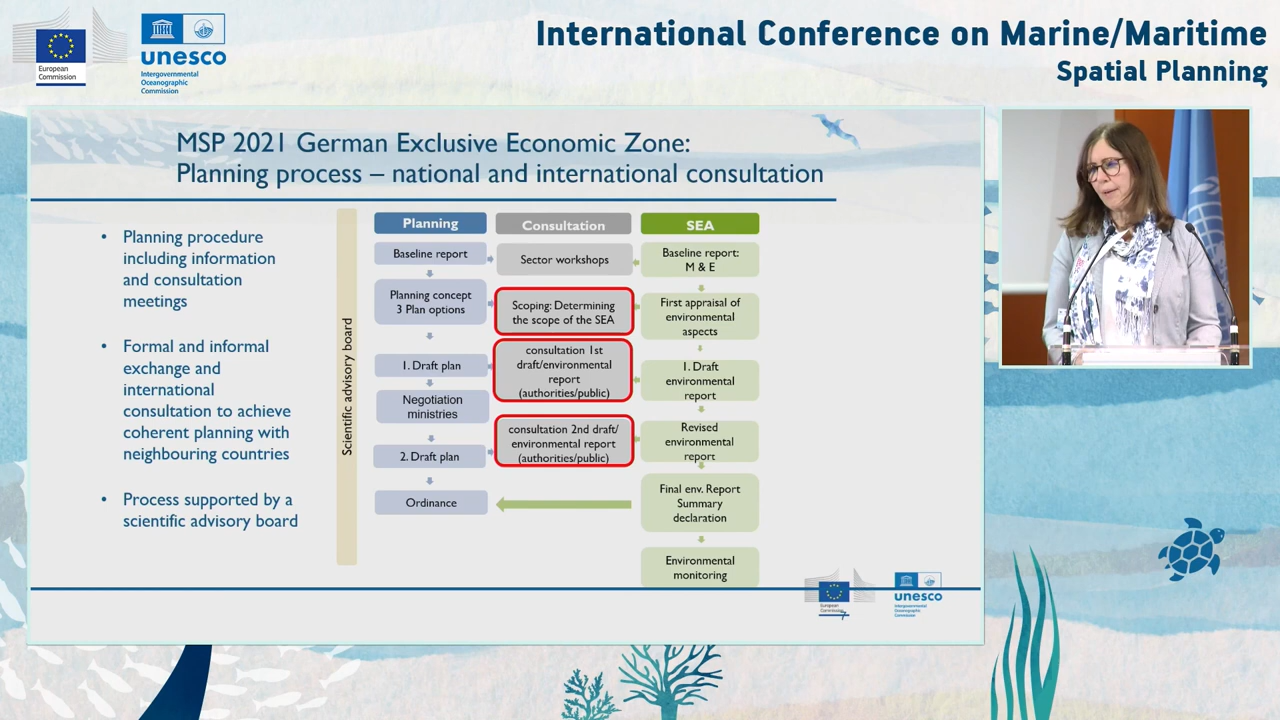 European
Commission
unesco
Intergovernmental
Oceanographic
Commission
International Conference on Marine/Maritime
Spatial Planning
MSP 2021 German Exclusive Economic Zone:
Planning process – national and international consultation
• Planning procedure
including information
and consultation
meetings
• Formal and informal
exchange and
international
consultation to achieve
coherent planning with
neighbouring countries
• Process supported by a
scientific advisory board
Scientific advisory board
Planning
Baseline report
Planning concept
3 Plan options
1. Draft plan
Negotiation
ministries
2. Draft plan
Ordinance
Consultation
Sector workshops
Scoping: Determining
the scope of the SEA
consultation 1st
draft/environmental
report
(authorities/public)
consultation 2nd draft/
environmental report
(authorities/public)
SEA
Baseline report:
M & E
First appraisal of
environmental
aspects
1. Draft
environmental
report
Revised
environmental
report
Final env. Report
Summary
declaration
Environmental
monitoring
European
Commission
7
unesco
Intergovernmental
Oceanographic
Commission